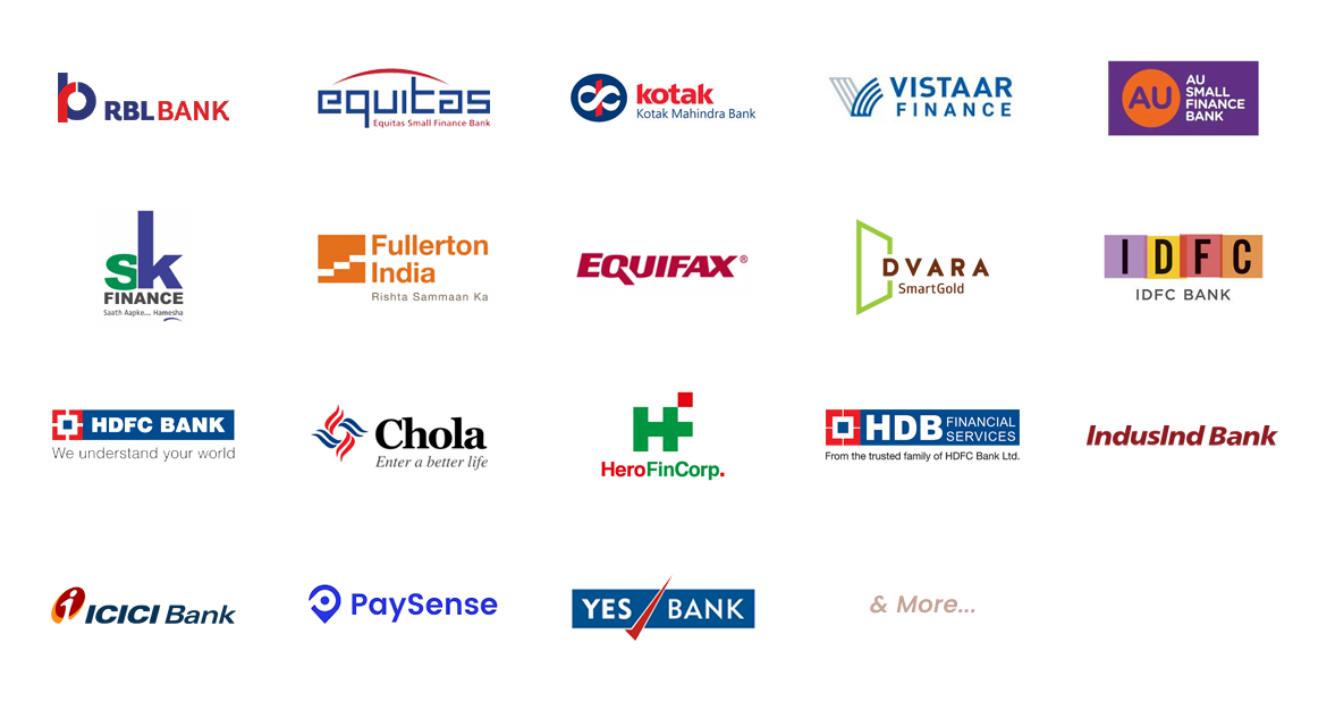 RBL BANK
equitas
Equitas Small Finance Bank
kotak
Kotak Mahindra Bank
VISTAAR
FINANCE
AU
AU
SMALL
FINANCE
BANK
sk
FINANCE
Saath Aapke... Hamesha
Fullerton
India
Rishta Sammaan Ka
EQUIFAX®
DVARA
SmartGold
IDFC
IDFC BANK
HDFC BANK
We understand your world
Chola
Enter a better life
HeroFinCorp.
HDB FINANCIAL
SERVICES
From the trusted family of HDFC Bank Ltd.
IndusInd Bank
ICICI Bank
PaySense
YES BANK
& More...